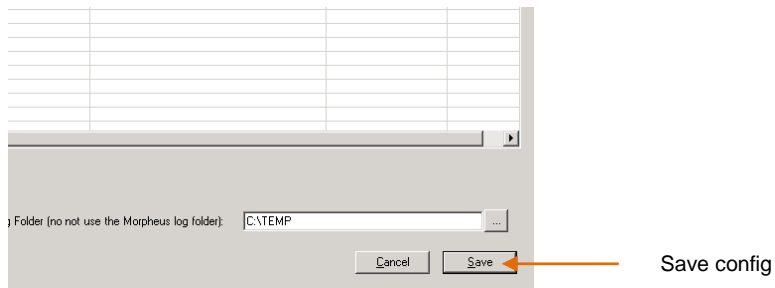 g Folder (no not use the Morpheus log folder): C:\TEMP ...
Cancel Save Save config